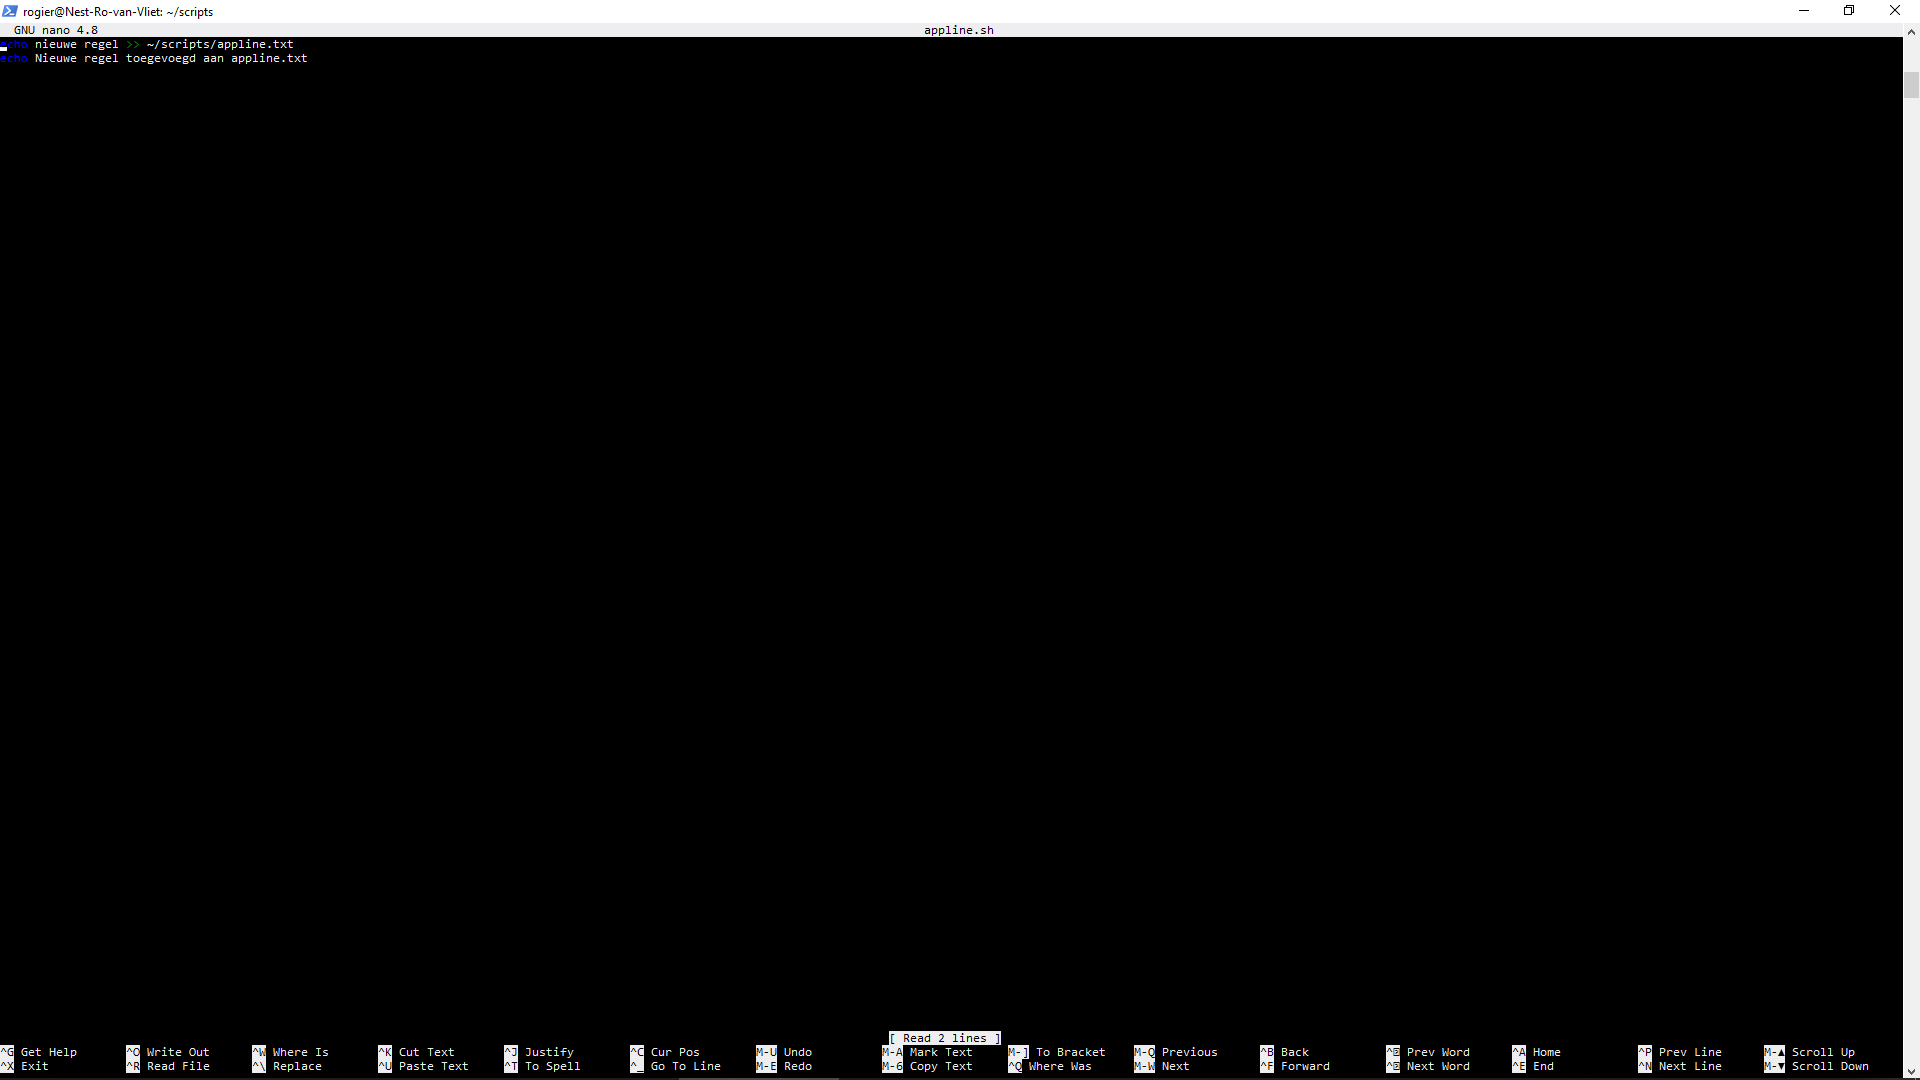 rogier@Nest-Ro-van-Vliet: ~/scripts
GNU nano 4.8 appline.sh
echo nieuwe regel >> ~/scripts/appline.txt
echo Nieuwe regel toegevoegd aan appline.txt
[ Read 2 lines ]
^G Get Help ^O Write Out ^W Where Is ^K Cut Text ^J Justify ^C Cur Pos M-U Undo M-A Mark Text M-] To Bracket M-Q Previous ^B Back ^ Prev Word ^A Home ^P Prev Line M-▲ Scroll Up
^X Exit ^R Read File ^\ Replace ^U Paste Text ^T To Spell ^_ Go To Line M-E Redo M-6 Copy Text ^Q Where Was M-W Next ^F Forward ^ Next Word ^E End ^N Next Line M-▼ Scroll Down